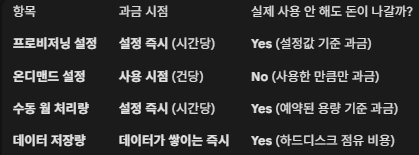 항목 과금 시점 실제 사용 안 해도 돈이 나갈까?
프로비저닝 설정 설정 즉시 (시간당) Yes (설정값 기준 과금)
온디맨드 설정 사용 시점 (건당) No (사용한 만큼만 과금)
수동 웜 처리량 설정 즉시 (시간당) Yes (예약된 용량 기준 과금)
데이터 저장량 데이터가 쌓이는 즉시 Yes (하드디스크 점유 비용)